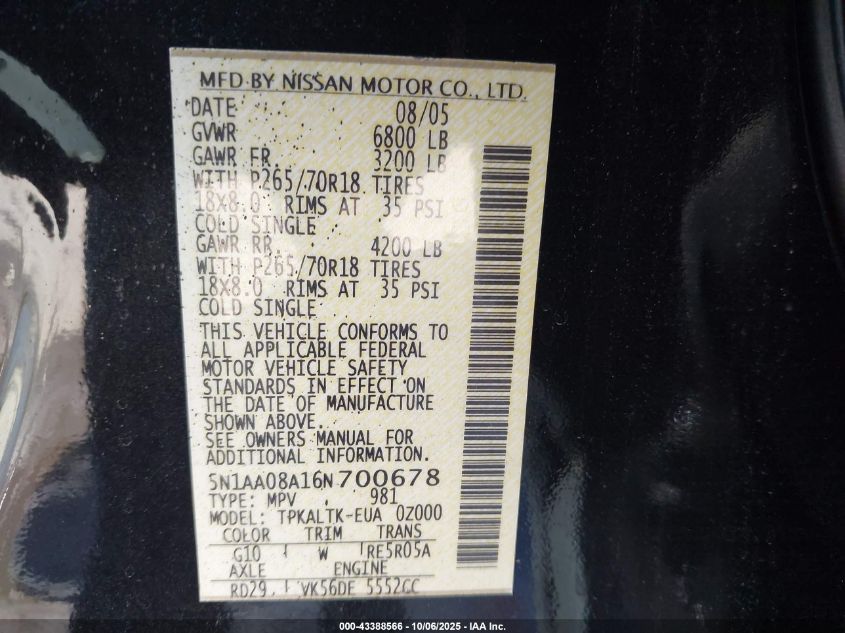 MFD BY NISSAN MOTOR CO., LTD.
DATE 08/05
GVWR 6800 LB
GAWR FR 3200 LB
WITH P265/70R18 TIRES
18X8.0 RIMS AT 35 PSI
COLD SINGLE
GAWR RR 4200 LB
WITH P265/70R18 TIRES
18X8.0 RIMS AT 35 PSI
COLD SINGLE
THIS VEHICLE CONFORMS TO
ALL APPLICABLE FEDERAL
MOTOR VEHICLE SAFETY
STANDARDS IN EFFECT ON
THE DATE OF MANUFACTURE
SHOWN ABOVE.
SEE OWNERS MANUAL FOR
ADDITIONAL INFORMATION.
5N1AA08A16N700678
TYPE: MPV 981
MODEL: TPKALTK-EUA 0Z000
COLOR TRIM TRANS
G10 W RE5R05A
AXLE ENGINE
RD29 VK56DE 5552CC
000-43388566 - 10/06/2025 - IAA Inc.